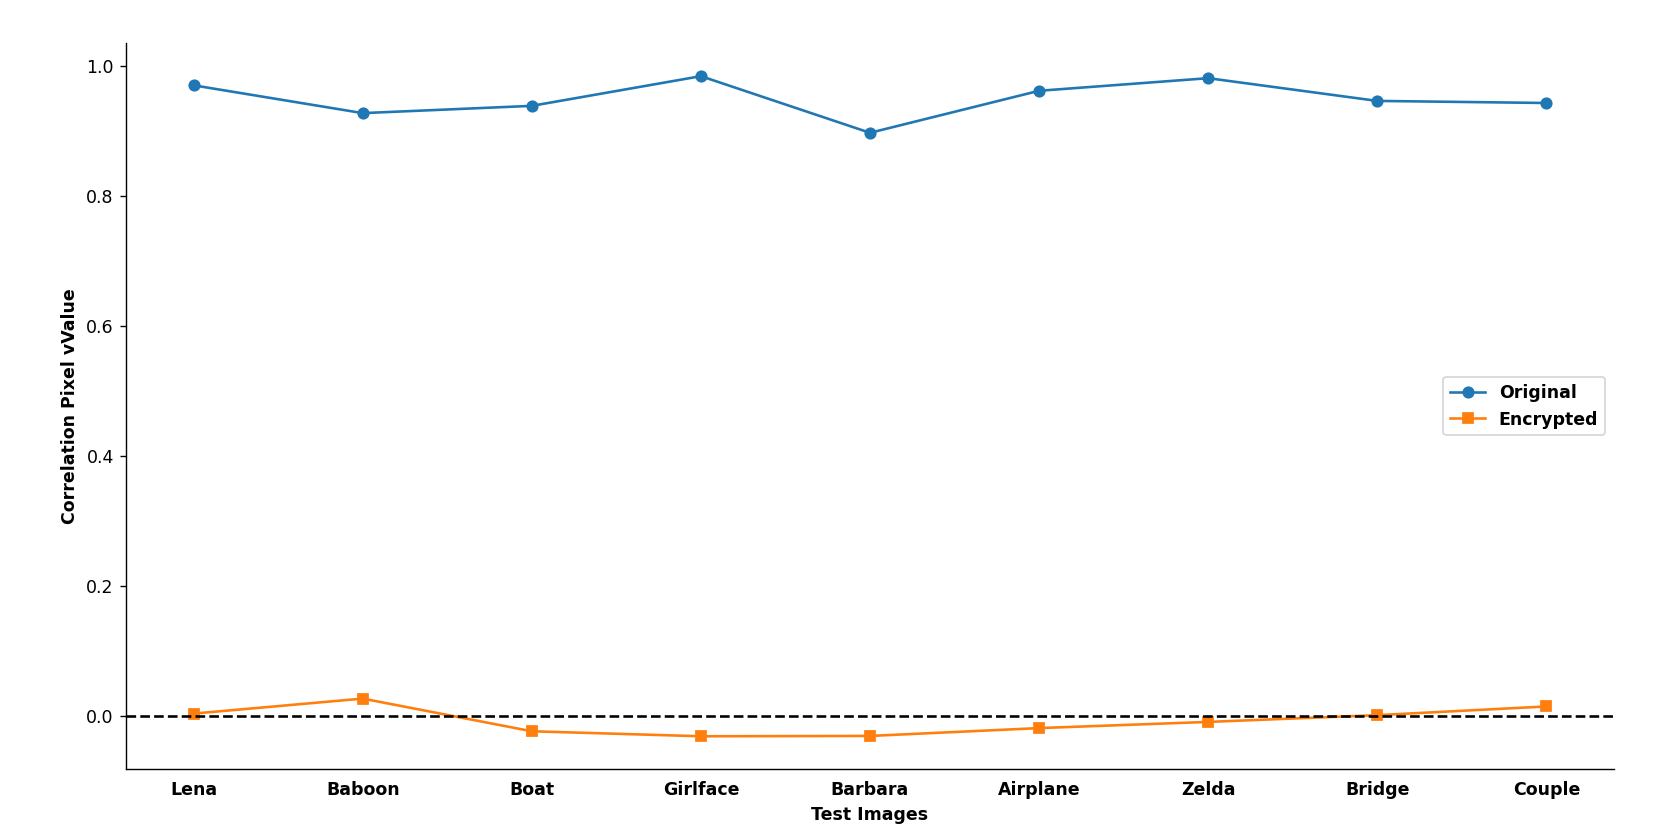 1.0
0.8
0.6
0.4
0.2
0.0
Correlation Pixel vValue
Original
Encrypted
Lena Baboon Boat Girlface Barbara Airplane Zelda Bridge Couple
Test Images